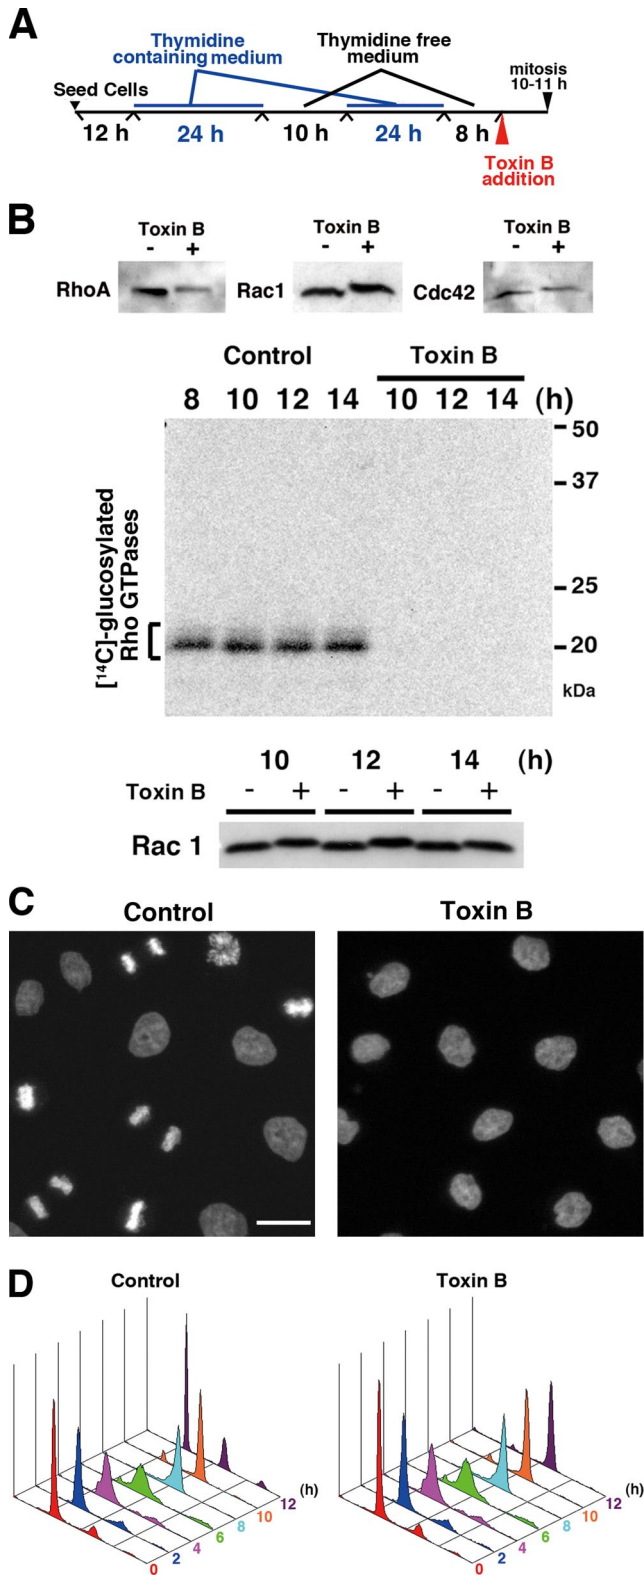 A
Thymidine
containing medium
Thymidine free
medium
mitosis
10-11 h
Seed Cells
12 h
24 h
10 h
24 h
8 h
Toxin B
addition
B
Toxin B
- +
RhoA
Toxin B
- +
Rac1
Toxin B
- +
Cdc42
Control
Toxin B
8 10 12 14 10 12 14 (h)
50
37
25
20
kDa
[14C]-glucosylated
Rho GTPases
10 12 14 (h)
Toxin B - + - + - +
Rac 1
C
Control
Toxin B
D
Control
Toxin B
0 2 4 6 8 10 12 (h)
0 2 4 6 8 10 12 (h)